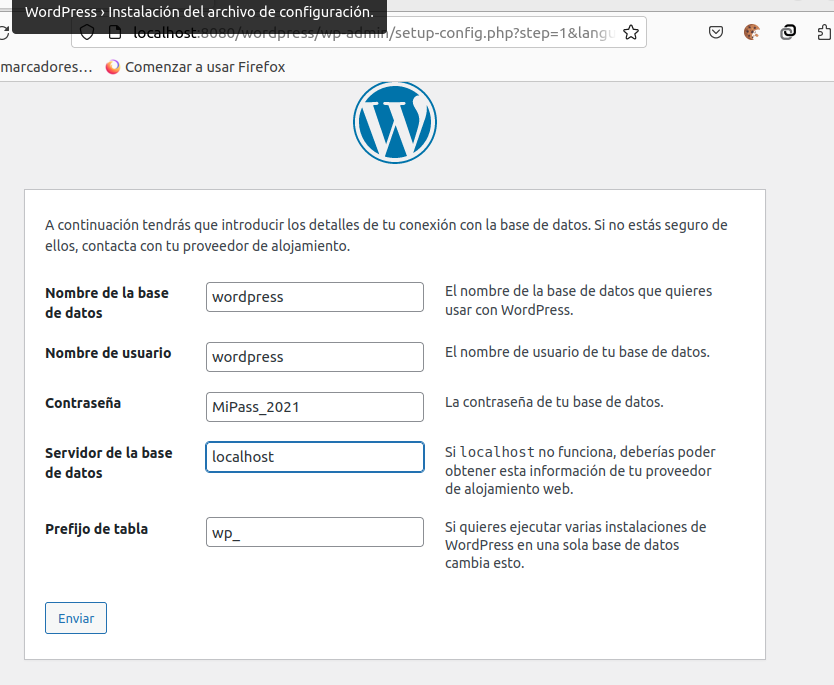 WordPress › Instalación del archivo de configuración.
localhost:8080/wordpress/wp-admin/setup-config.php?step=1&langu
marcadores…
Comenzar a usar Firefox
A continuación tendrás que introducir los detalles de tu conexión con la base de datos. Si no estás seguro de
ellos, contacta con tu proveedor de alojamiento.
Nombre de la base
de datos
wordpress
El nombre de la base de datos que quieres
usar con WordPress.
Nombre de usuario
wordpress
El nombre de usuario de tu base de datos.
Contraseña
MiPass_2021
La contraseña de tu base de datos.
Servidor de la base
de datos
localhost
Si localhost no funciona, deberías poder
obtener esta información de tu proveedor
de alojamiento web.
Prefijo de tabla
wp_
Si quieres ejecutar varias instalaciones de
WordPress en una sola base de datos
cambia esto.
Enviar